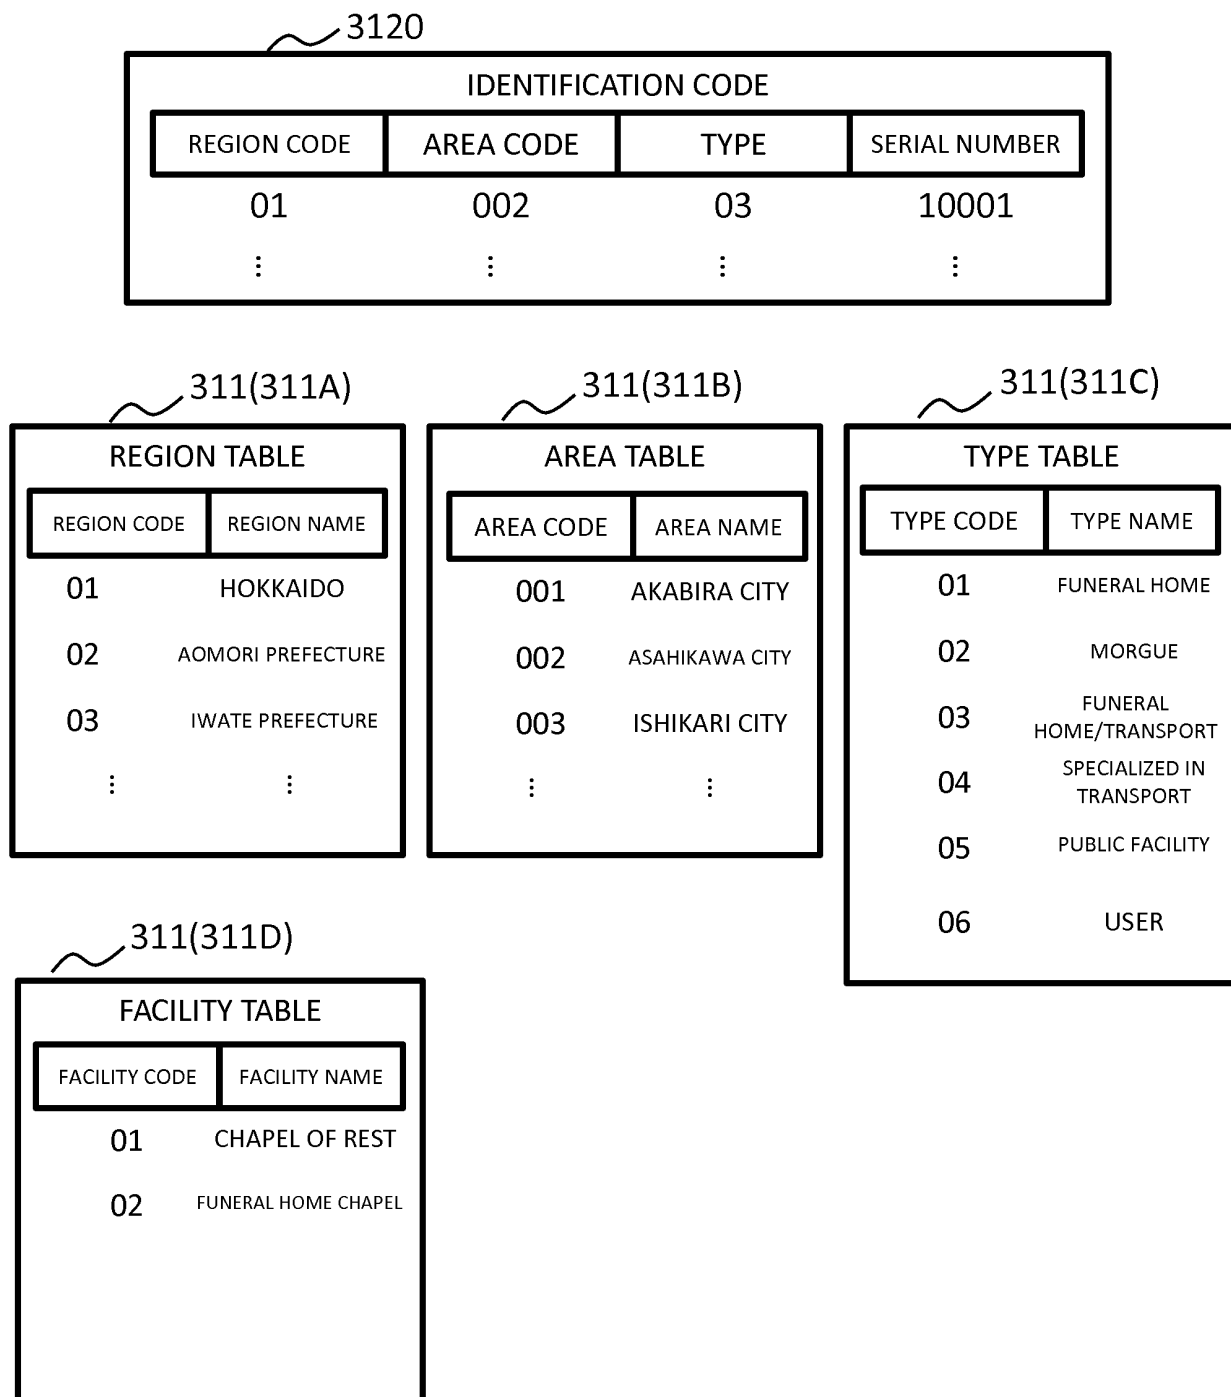 3120
IDENTIFICATION CODE
REGION CODE AREA CODE TYPE SERIAL NUMBER
01 002 03 10001
⋮ ⋮ ⋮ ⋮
311(311A)
REGION TABLE
REGION CODE REGION NAME
01 HOKKAIDO
02 AOMORI PREFECTURE
03 IWATE PREFECTURE
⋮ ⋮
311(311B)
AREA TABLE
AREA CODE AREA NAME
001 AKABIRA CITY
002 ASAHIKAWA CITY
003 ISHIKARI CITY
⋮ ⋮
311(311C)
TYPE TABLE
TYPE CODE TYPE NAME
01 FUNERAL HOME
02 MORGUE
03 FUNERAL
HOME/TRANSPORT
04 SPECIALIZED IN
TRANSPORT
05 PUBLIC FACILITY
06 USER
311(311D)
FACILITY TABLE
FACILITY CODE FACILITY NAME
01 CHAPEL OF REST
02 FUNERAL HOME CHAPEL